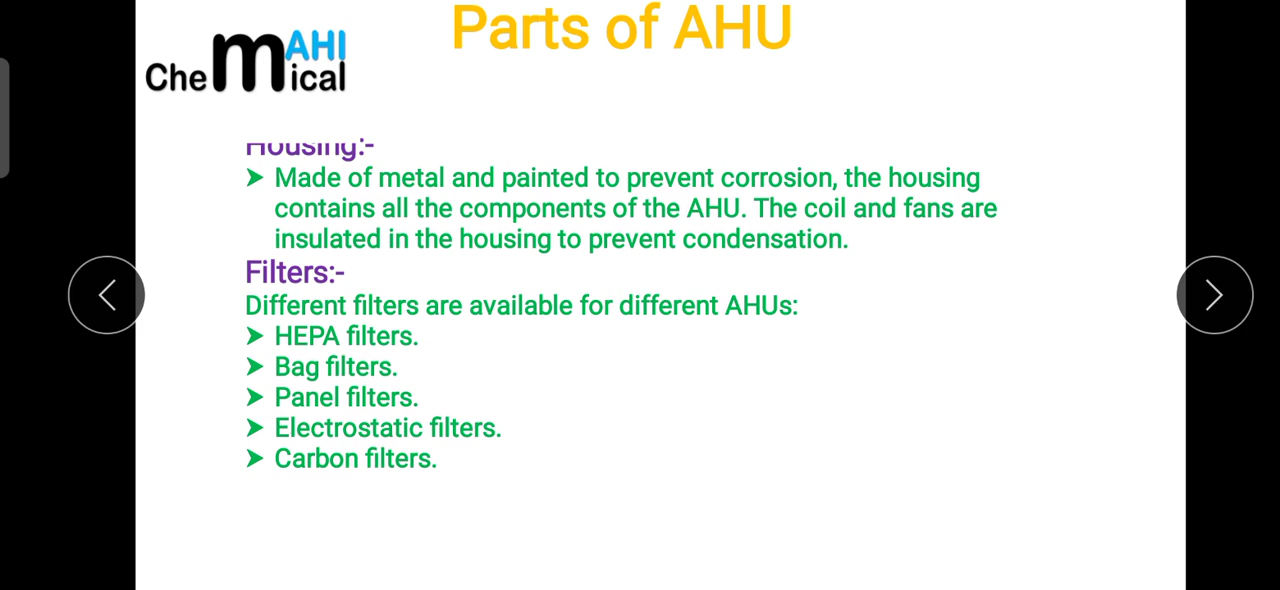 Parts of AHU
MAHI
Chemical
Housing:-
➤ Made of metal and painted to prevent corrosion, the housing
contains all the components of the AHU. The coil and fans are
insulated in the housing to prevent condensation.
Filters:-
Different filters are available for different AHUs:
➤ HEPA filters.
➤ Bag filters.
➤ Panel filters.
➤ Electrostatic filters.
➤ Carbon filters.